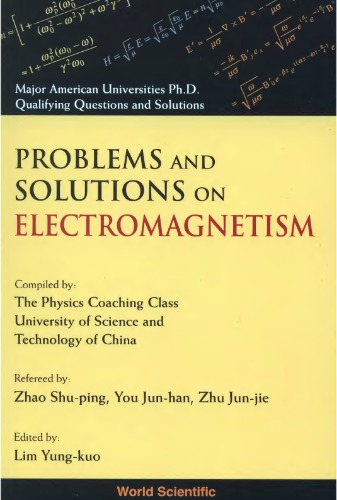 Major American Universities Ph.D.
Qualifying Questions and Solutions
PROBLEMS AND
SOLUTIONS ON
ELECTROMAGNETISM
Compiled by:
The Physics Coaching Class
University of Science and
Technology of China
Refereed by:
Zhao Shu-ping, You Jun-han, Zhu Jun-jie
Edited by:
Lim Yung-kuo
World Scientific